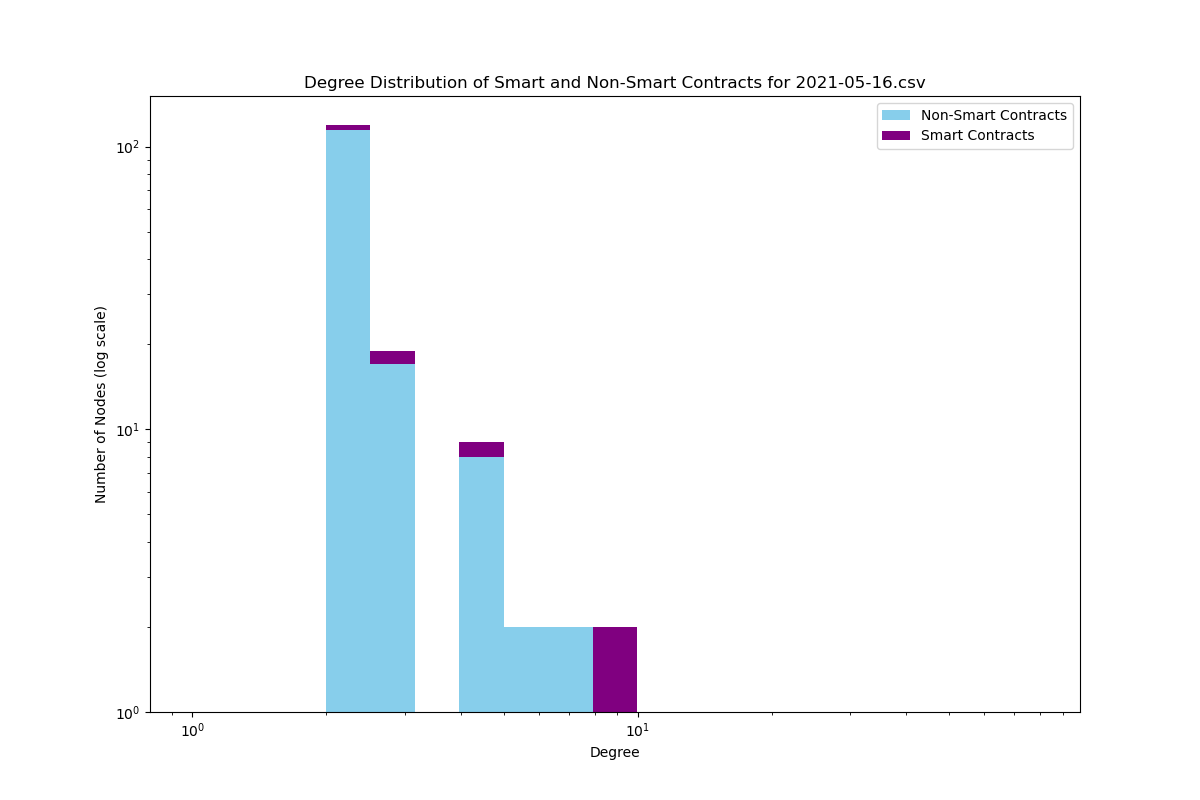 Degree Distribution of Smart and Non-Smart Contracts for 2021-05-16.csv
Non-Smart Contracts
Smart Contracts
Number of Nodes (log scale)
10²
10¹
10⁰
10⁰ 10¹
Degree